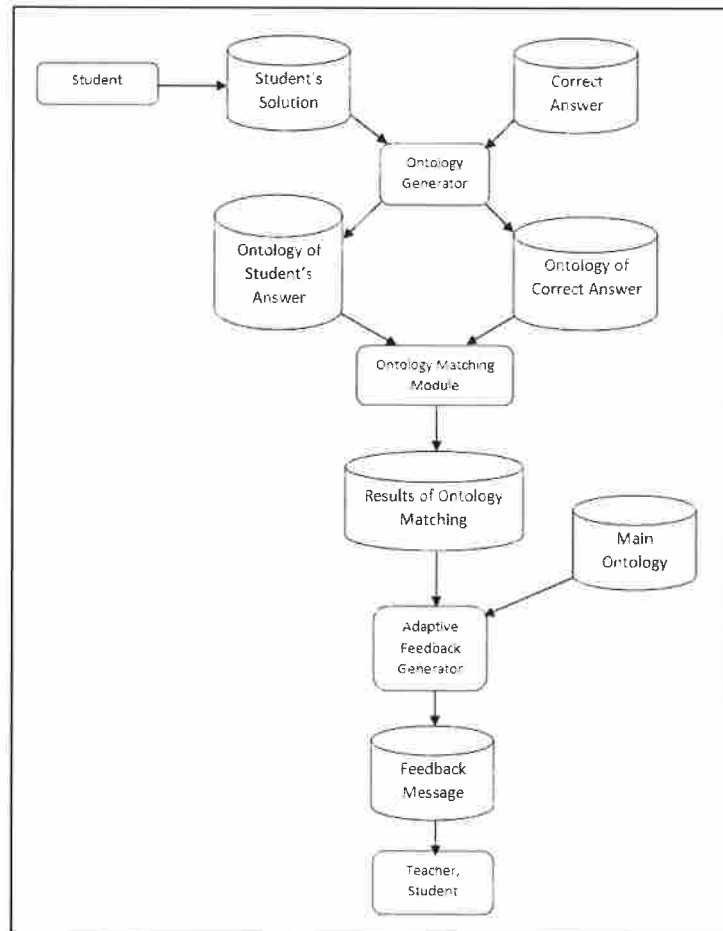 Student
Student's
Solution
Correct
Answer
Ontology
Generator
Ontology of
Student's
Answer
Ontology of
Correct Answer
Ontology Matching
Module
Results of Ontology
Matching
Main
Ontology
Adaptive
Feedback
Generator
Feedback
Message
Teacher,
Student